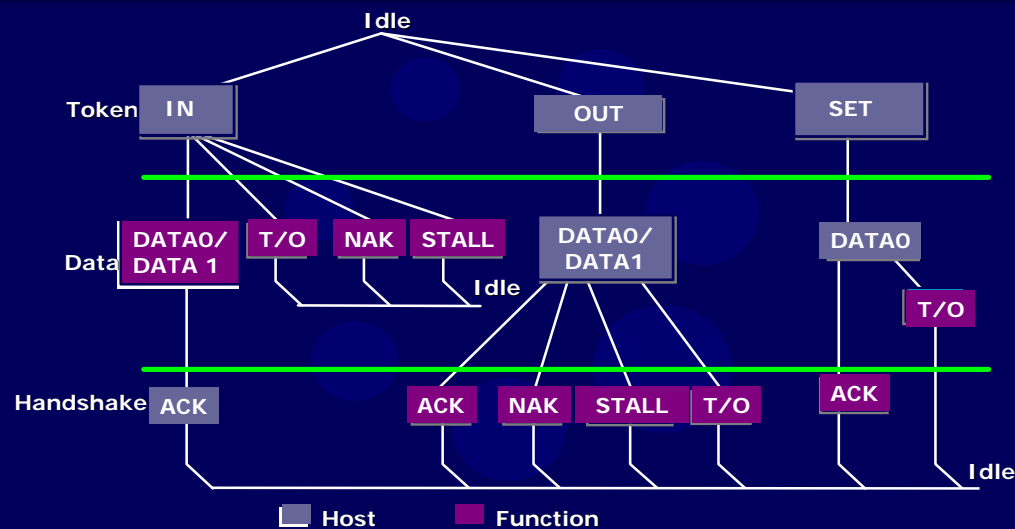 Idle
Token
IN
OUT
SET
DATA0/
DATA 1
T/O
NAK
STALL
DATA0/
DATA1
DATA0
Data
Idle
T/O
Handshake
ACK
ACK
NAK
STALL
T/O
ACK
Idle
Host
Function